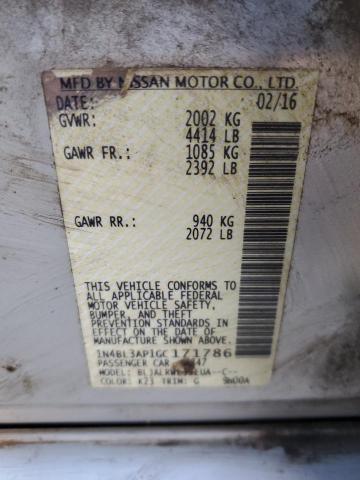 MFD BY NISSAN MOTOR CO., LTD.
DATE: 02/16
GVWR: 2002 KG
4414 LB
GAWR FR.: 1085 KG
2392 LB
GAWR RR.: 940 KG
2072 LB
THIS VEHICLE CONFORMS TO
ALL APPLICABLE FEDERAL
MOTOR VEHICLE SAFETY,
BUMPER, AND THEFT
PREVENTION STANDARDS
IN EFFECT ON THE DATE OF
MANUFACTURE SHOWN ABOVE.
1N4BL3AP1GC171786
PASSENGER CAR
COLOR: K23 TRIM: G